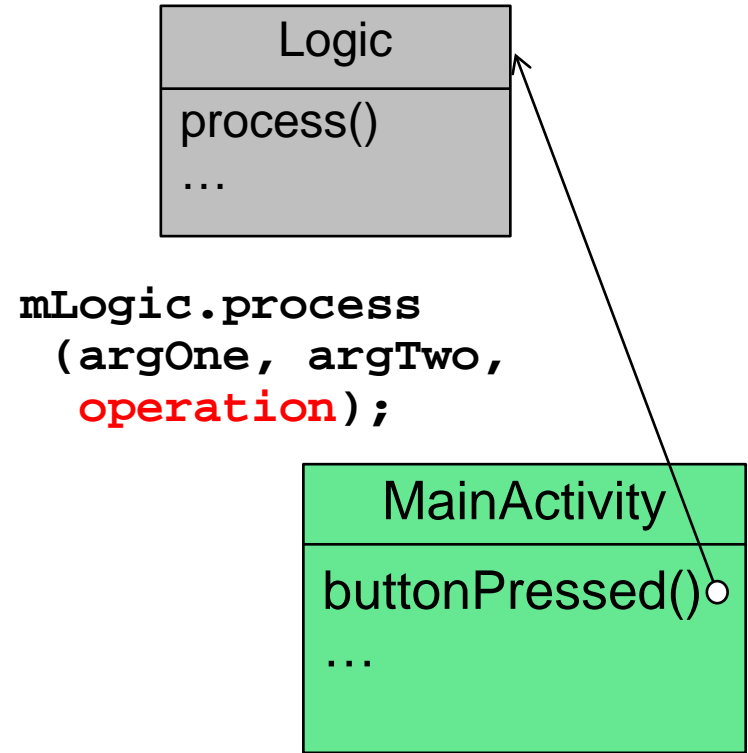 Logic
process()
…
mLogic.process
(argOne, argTwo,
operation);
MainActivity
buttonPressed()
…